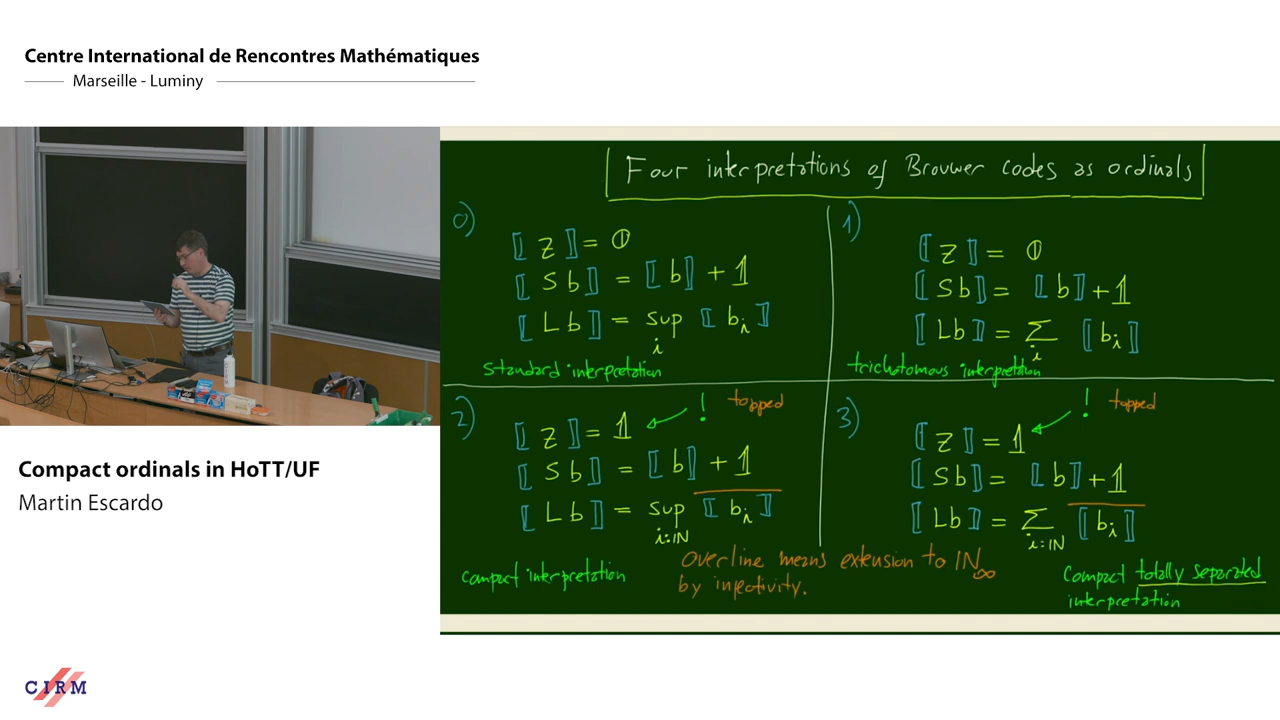 Centre International de Rencontres Mathématiques
Marseille - Luminy
Four interpretations of Brouwer codes as ordinals
0)
⟦ Z ⟧ = 𝟘
⟦ S b ⟧ = ⟦ b ⟧ + 𝟙
⟦ L b ⟧ = sup ⟦ bᵢ ⟧
i
standard interpretation
1)
⟦ Z ⟧ = 𝟘
⟦ S b ⟧ = ⟦ b ⟧ + 𝟙
⟦ L b ⟧ = Σ ⟦ bᵢ ⟧
i
trichotomous interpretation
2)
! topped
⟦ Z ⟧ = 𝟙
⟦ S b ⟧ = ⟦ b ⟧ + 𝟙
⟦ L b ⟧ = sup ⟦ bᵢ ⟧
i:ℕ
compact interpretation
3)
! topped
⟦ Z ⟧ = 𝟙
⟦ S b ⟧ = ⟦ b ⟧ + 𝟙
⟦ L b ⟧ = Σ ⟦ bᵢ ⟧
i:ℕ
Overline means extension to ℕ∞
by injectivity.
Compact totally separated
interpretation
Compact ordinals in HoTT/UF
Martin Escardo
CIRM